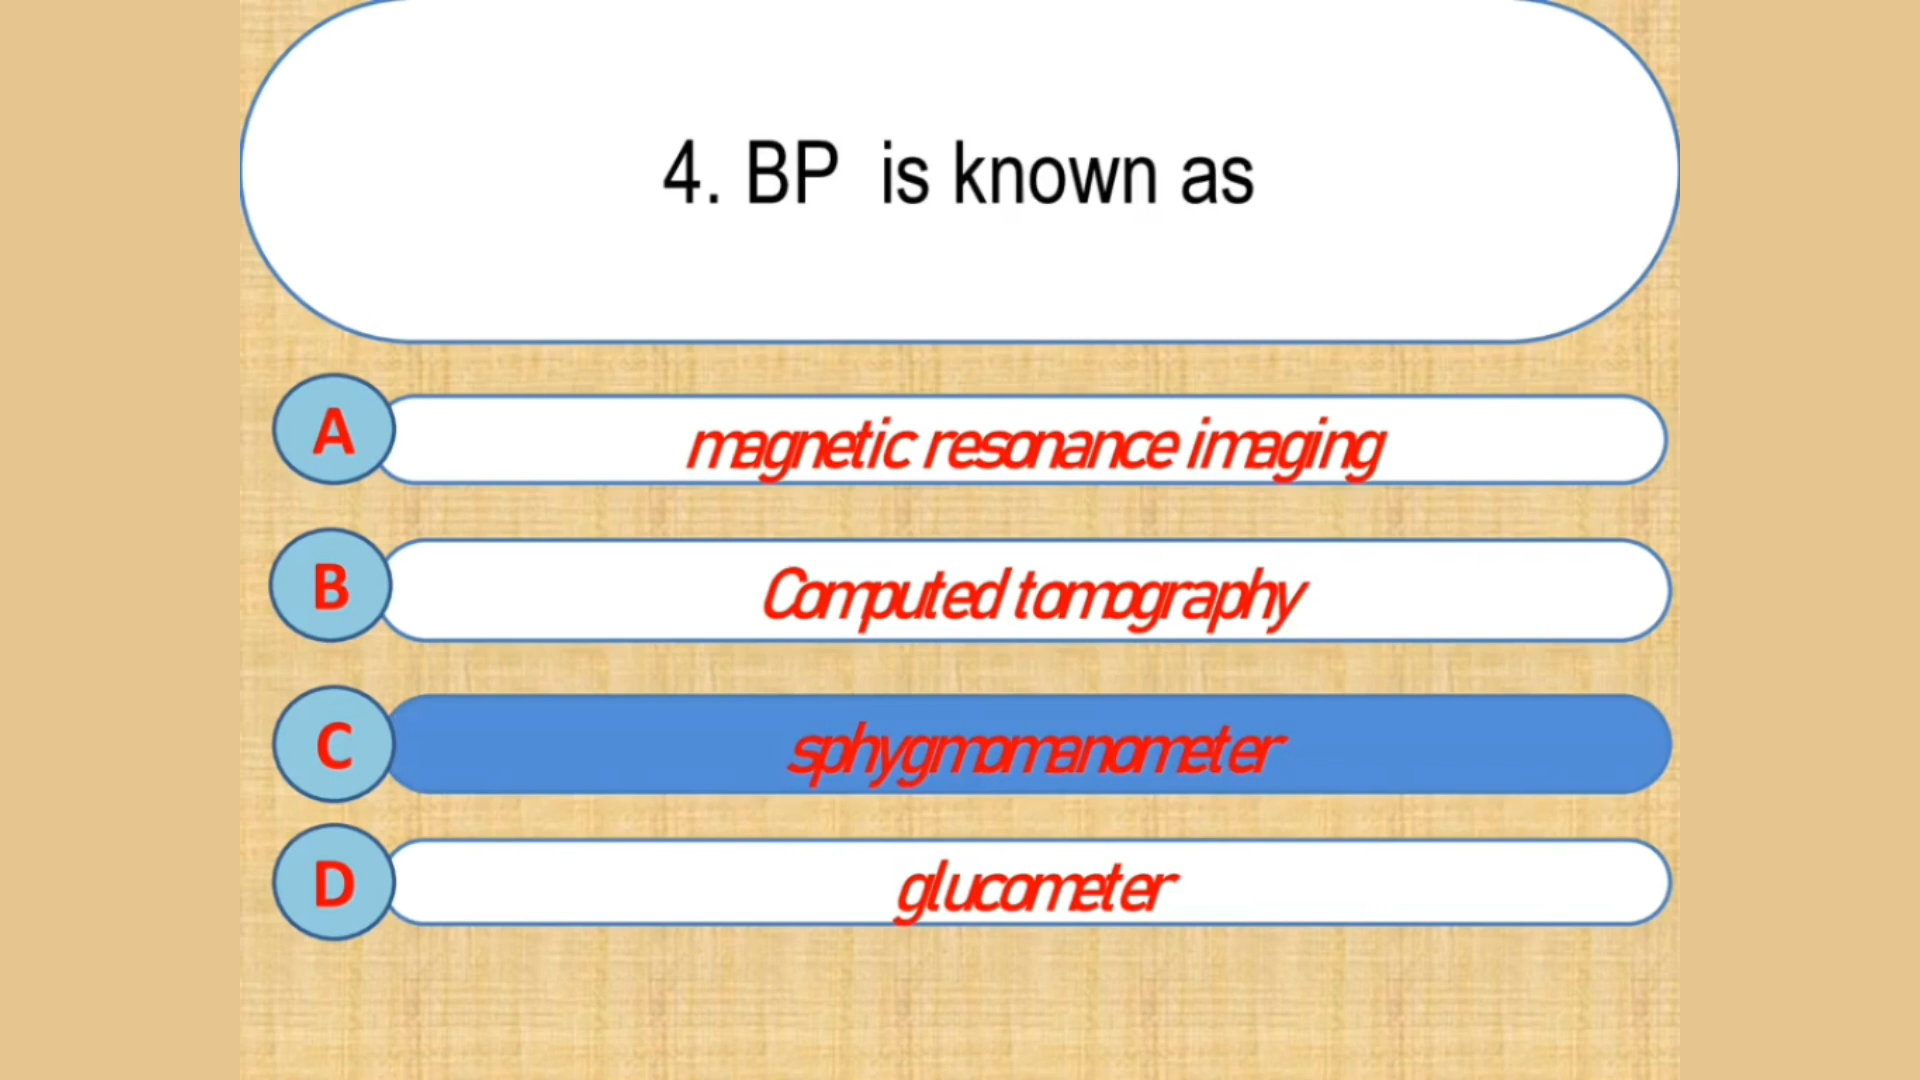 4. BP is known as
A magnetic resonance imaging
B Computed tomography
C sphygmomanometer
D glucometer